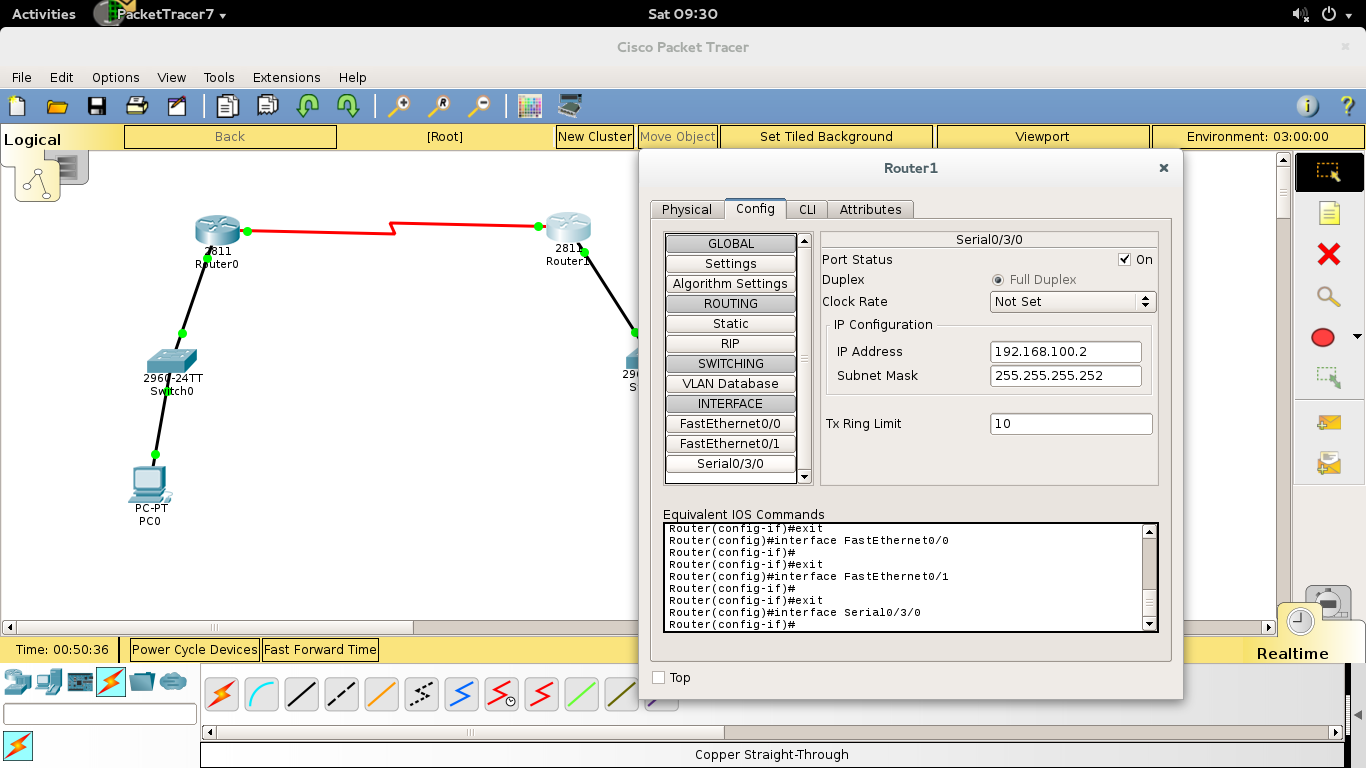 Activities PacketTracer7 Sat 09:30
Cisco Packet Tracer
File Edit Options View Tools Extensions Help
Logical Back [Root] New Cluster Move Object Set Tiled Background Viewport Environment: 03:00:00
2811
Router0
2811
Router1
2960-24TT
Switch0
296
S
PC-PT
PC0
Router1
Physical Config CLI Attributes
GLOBAL
Settings
Algorithm Settings
ROUTING
Static
RIP
SWITCHING
VLAN Database
INTERFACE
FastEthernet0/0
FastEthernet0/1
Serial0/3/0
Serial0/3/0
Port Status On
Duplex Full Duplex
Clock Rate Not Set
IP Configuration
IP Address 192.168.100.2
Subnet Mask 255.255.255.252
Tx Ring Limit 10
Equivalent IOS Commands
Router(config-if)#exit
Router(config)#interface FastEthernet0/0
Router(config-if)#
Router(config-if)#exit
Router(config)#interface FastEthernet0/1
Router(config-if)#
Router(config-if)#exit
Router(config)#interface Serial0/3/0
Router(config-if)#
Top
Time: 00:50:36 Power Cycle Devices Fast Forward Time
Realtime
Copper Straight-Through